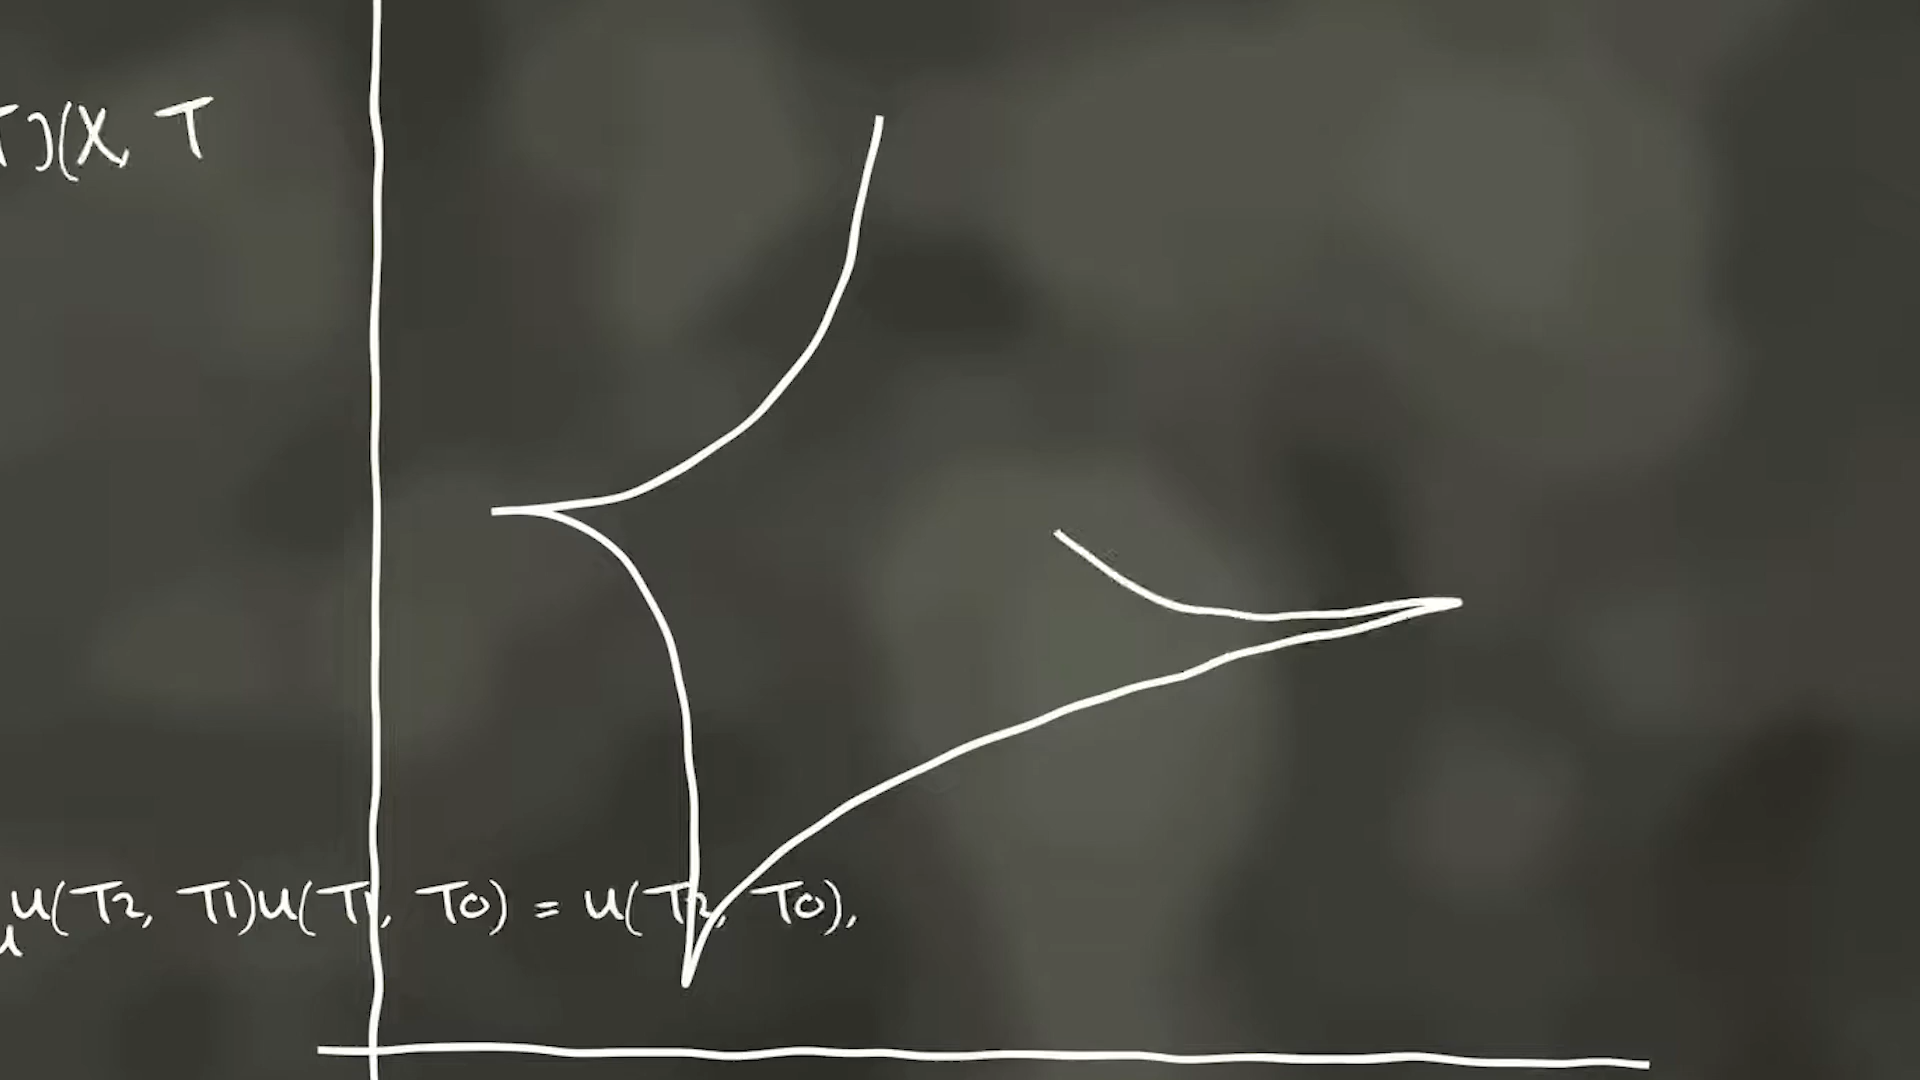 )(X, T
u(T2, T1)u(T1, T0) = u(T2, T0),
u